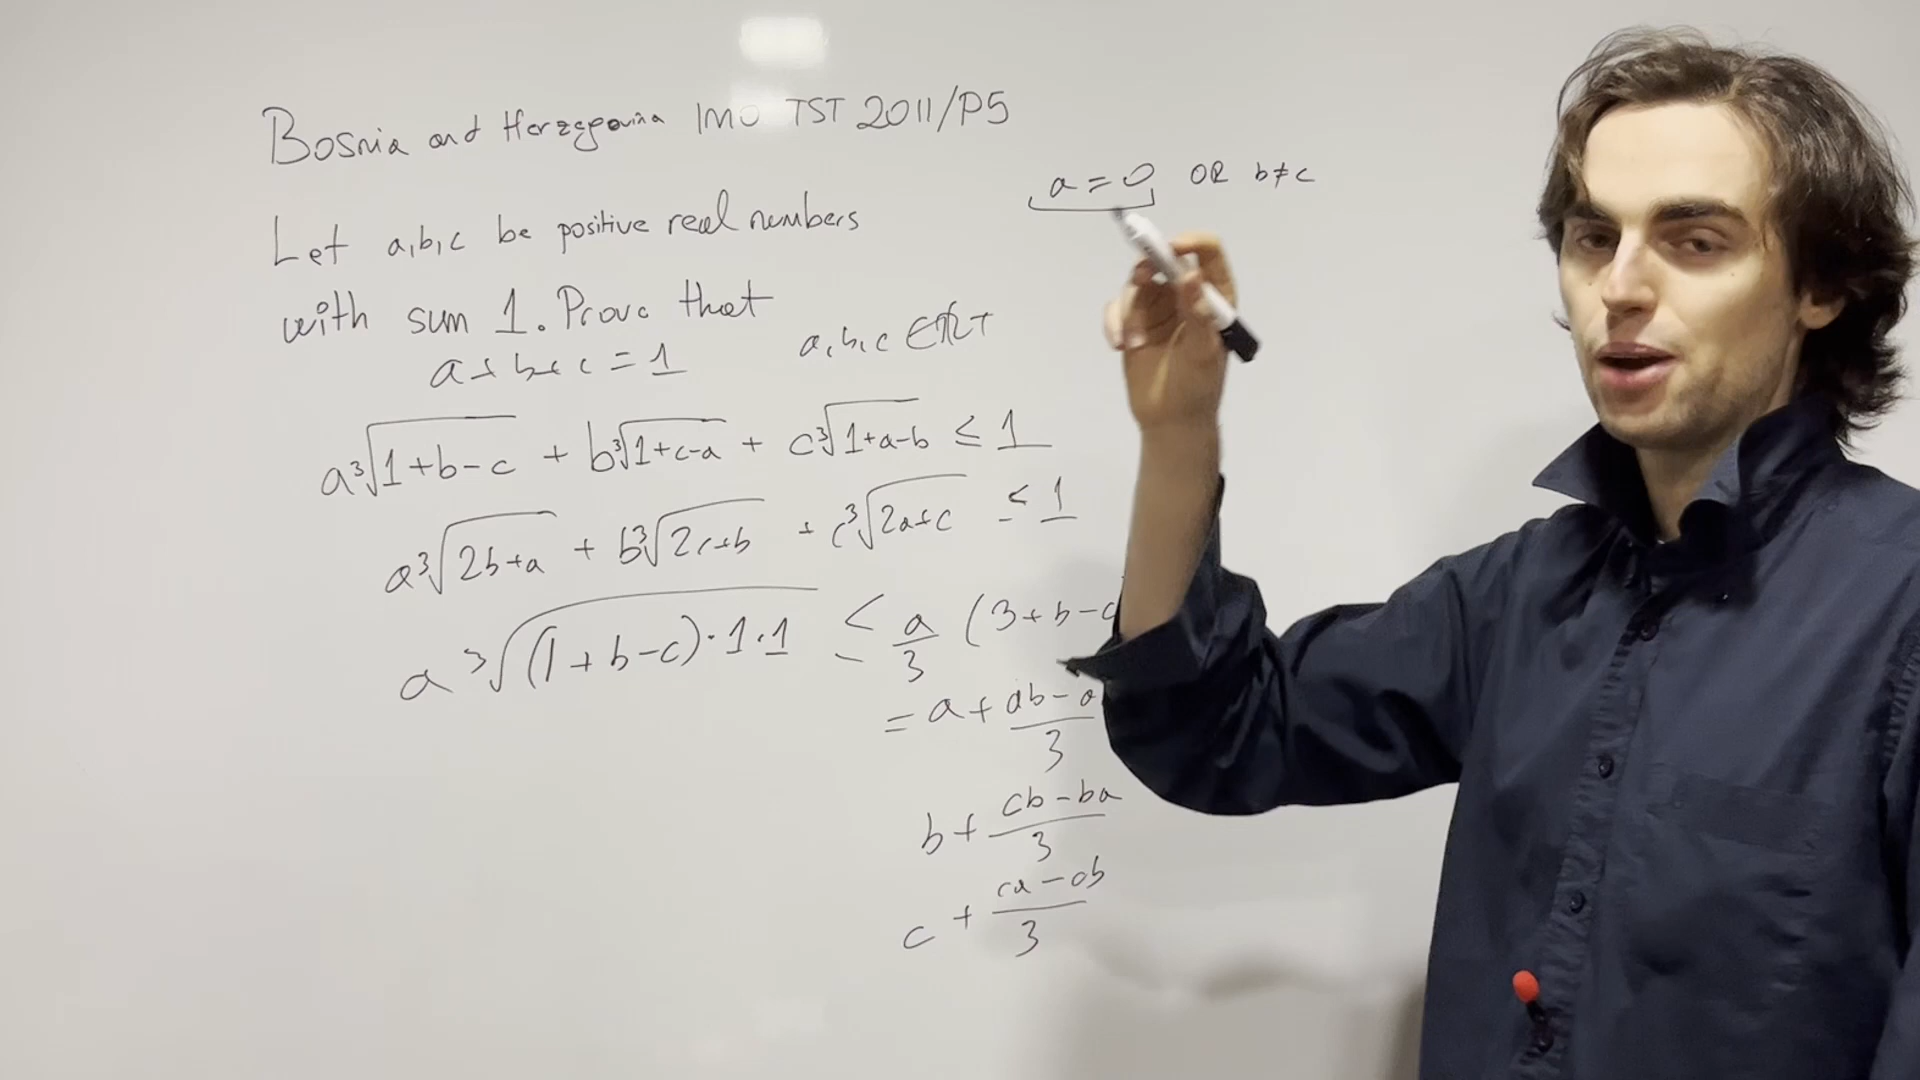 Bosnia and Herzegovina IMO TST 2011/P5
a = 0 OR b ≠ c
Let a,b,c be positive real numbers
with sum 1. Prove that
a + b + c = 1 a,b,c ∈ ℝ+
a∛(1+b-c) + b∛(1+c-a) + c∛(1+a-b) ≤ 1
a∛(2b+a) + b∛(2c+b) + c∛(2a+c) ≤ 1
a∛((1+b-c)·1·1) ≤ a/3 (3+b-c
= a + (ab-a)/3
b + (cb-ba)/3
c + (ca-ab)/3